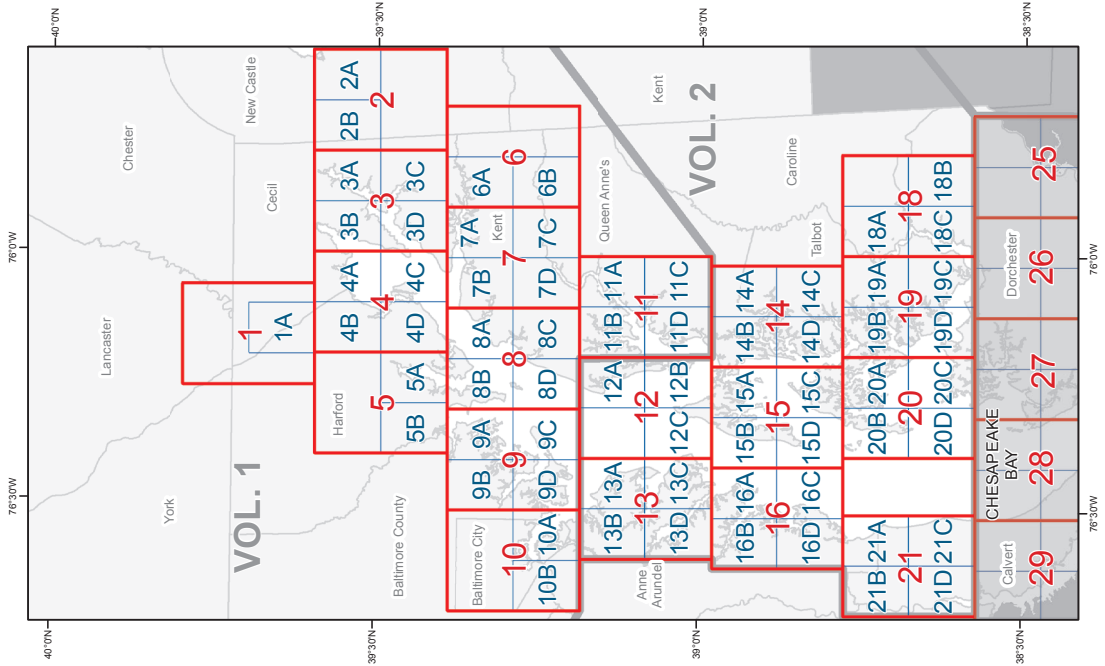 40°0'N
39°30'N
39°0'N
38°30'N
Chester
New Castle
Cecil
Lancaster
York
Harford
VOL. 1
Baltimore County
Baltimore City
Kent
Queen Anne's
Kent
VOL. 2
Caroline
Talbot
Anne
Arundel
Dorchester
CHESAPEAKE
BAY
Calvert
1
1A
2
2B 2A
3
3B 3A
3D 3C
4
4B 4A
4D 4C
5
5B 5A
6
6A
6B
7
7B 7A
7D 7C
8
8B 8A
8D 8C
9
9B 9A
9D 9C
10
10B 10A
11
11B 11A
11D 11C
12
12A
12C 12B
13
13B 13A
13D 13C
14
14B 14A
14D 14C
15
15B 15A
15D 15C
16
16B 16A
16D 16C
18
18A
18C 18B
19
19B 19A
19D 19C
20
20B 20A
20D 20C
21
21B 21A
21D 21C
25
26
27
28
29
76°0'W
76°30'W
76°0'W
76°30'W
40°0'N
39°30'N
39°0'N
38°30'N